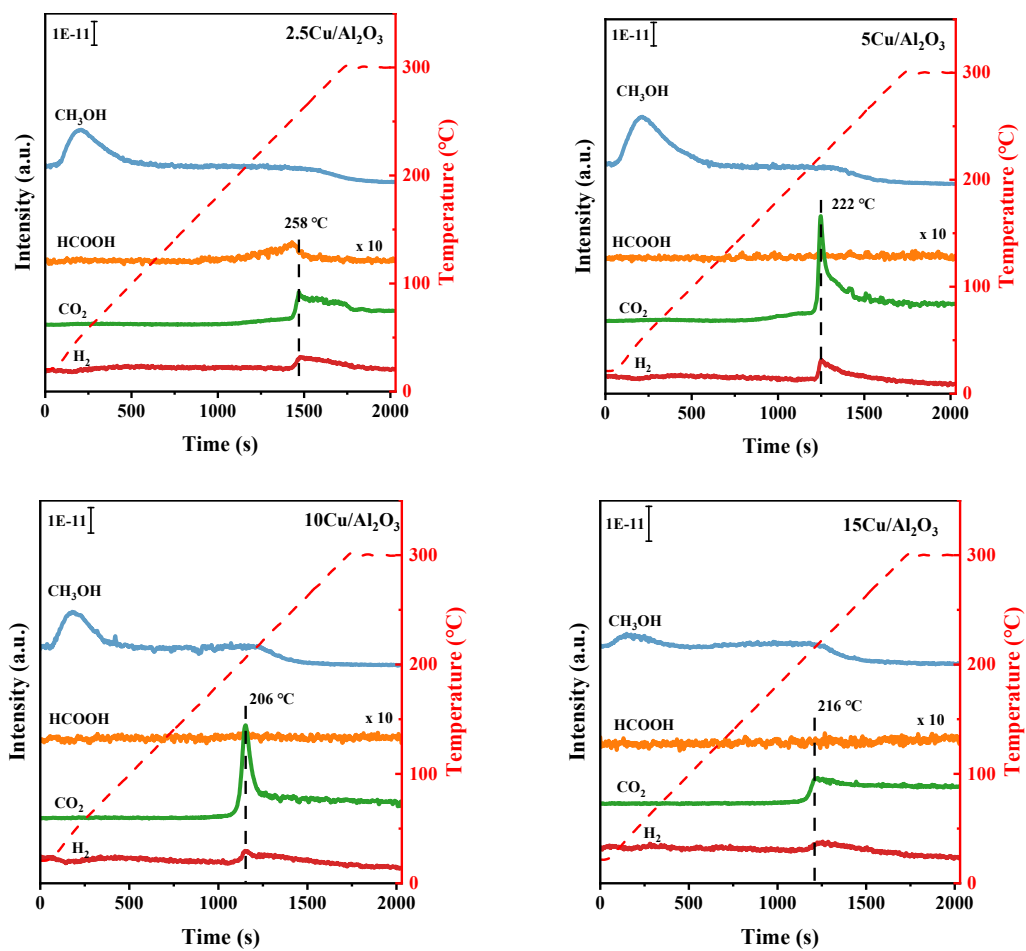 1E-11
2.5Cu/Al₂O₃
CH₃OH
258 ℃
HCOOH
x 10
CO₂
H₂
Intensity (a.u.)
Temperature (℃)
300
200
100
0
0 500 1000 1500 2000
Time (s)
1E-11
5Cu/Al₂O₃
CH₃OH
222 ℃
HCOOH
x 10
CO₂
H₂
Intensity (a.u.)
Temperature (℃)
300
200
100
0
0 500 1000 1500 2000
Time (s)
1E-11
10Cu/Al₂O₃
CH₃OH
206 ℃
HCOOH
x 10
CO₂
H₂
Intensity (a.u.)
Temperature (℃)
300
200
100
0
0 500 1000 1500 2000
Time (s)
1E-11
15Cu/Al₂O₃
CH₃OH
216 ℃
HCOOH
x 10
CO₂
H₂
Intensity (a.u.)
Temperature (℃)
300
200
100
0
0 500 1000 1500 2000
Time (s)